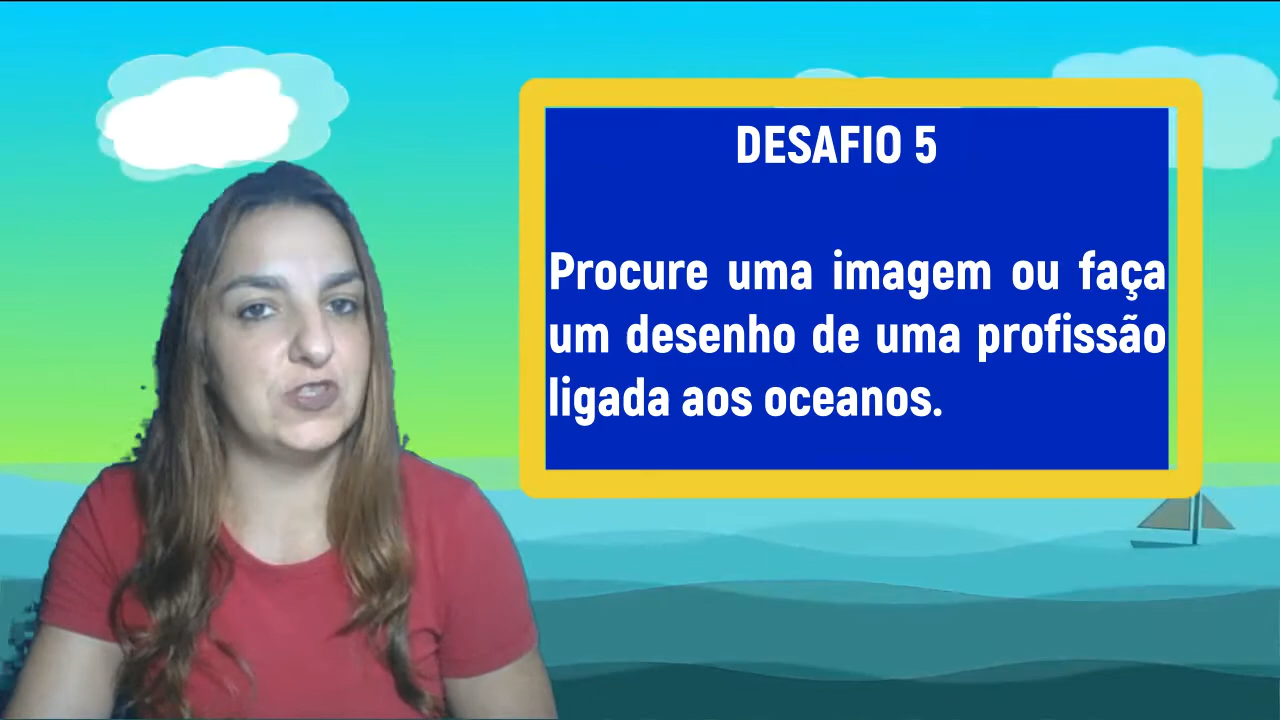 DESAFIO 5
Procure uma imagem ou faça
um desenho de uma profissão
ligada aos oceanos.